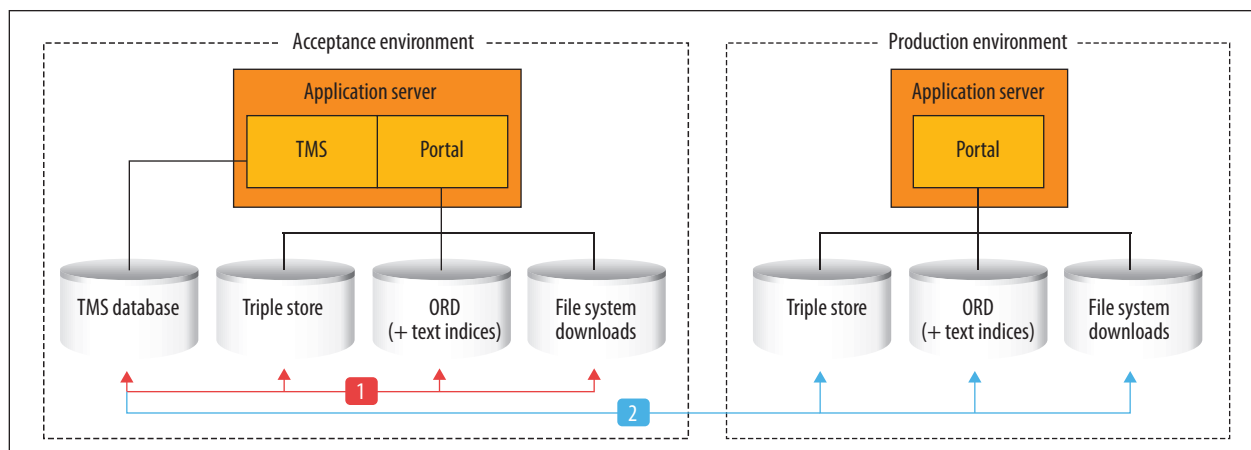 Acceptance environment
Production environment
Application server
TMS
Portal
Application server
Portal
TMS database
Triple store
ORD
(+ text indices)
File system
downloads
Triple store
ORD
(+ text indices)
File system
downloads
1
2